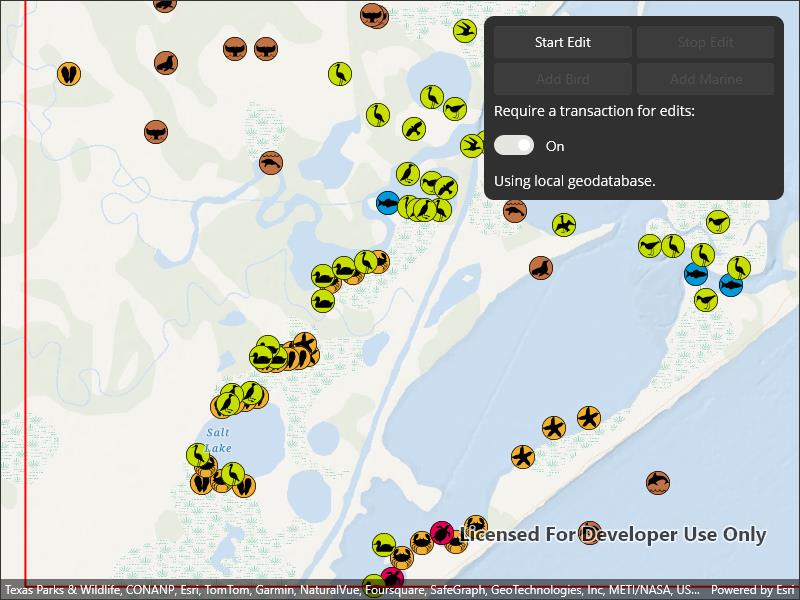 Start Edit
Stop Edit
Add Bird
Add Marine
Require a transaction for edits:
On
Using local geodatabase.
Salt
Lake
Licensed For Developer Use Only
Texas Parks & Wildlife, CONANP, Esri, TomTom, Garmin, NaturalVue, Foursquare, SafeGraph, GeoTechnologies, Inc, METI/NASA, US...
Powered by Esri